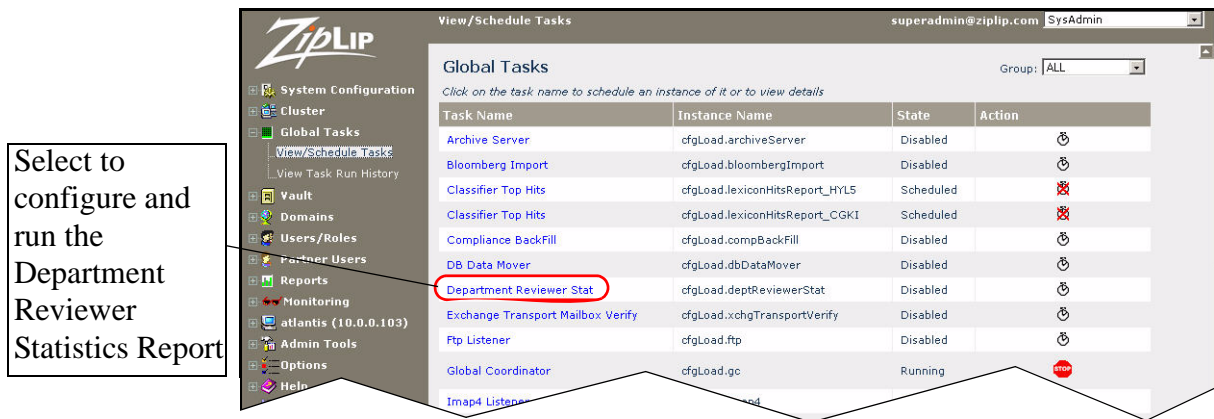 ZipLip
View/Schedule Tasks
superadmin@ziplip.com SysAdmin
Global Tasks
Group: ALL
Click on the task name to schedule an instance of it or to view details
System Configuration
Cluster
Global Tasks
View/Schedule Tasks
View Task Run History
Vault
Domains
Users/Roles
Partner Users
Reports
Monitoring
atlantis (10.0.0.103)
Admin Tools
Options
Help
Task Name Instance Name State Action
Archive Server cfgLoad.archiveServer Disabled
Bloomberg Import cfgLoad.bloombergImport Disabled
Classifier Top Hits cfgLoad.lexiconHitsReport_HYL5 Scheduled
Classifier Top Hits cfgLoad.lexiconHitsReport_CGKI Scheduled
Compliance BackFill cfgLoad.compBackFill Disabled
DB Data Mover cfgLoad.dbDataMover Disabled
Department Reviewer Stat cfgLoad.deptReviewerStat Disabled
Exchange Transport Mailbox Verify cfgLoad.xchgTransportVerify Disabled
Ftp Listener cfgLoad.ftp Disabled
Global Coordinator cfgLoad.gc Running STOP
Imap4 Listener
Select to
configure and
run the
Department
Reviewer
Statistics Report